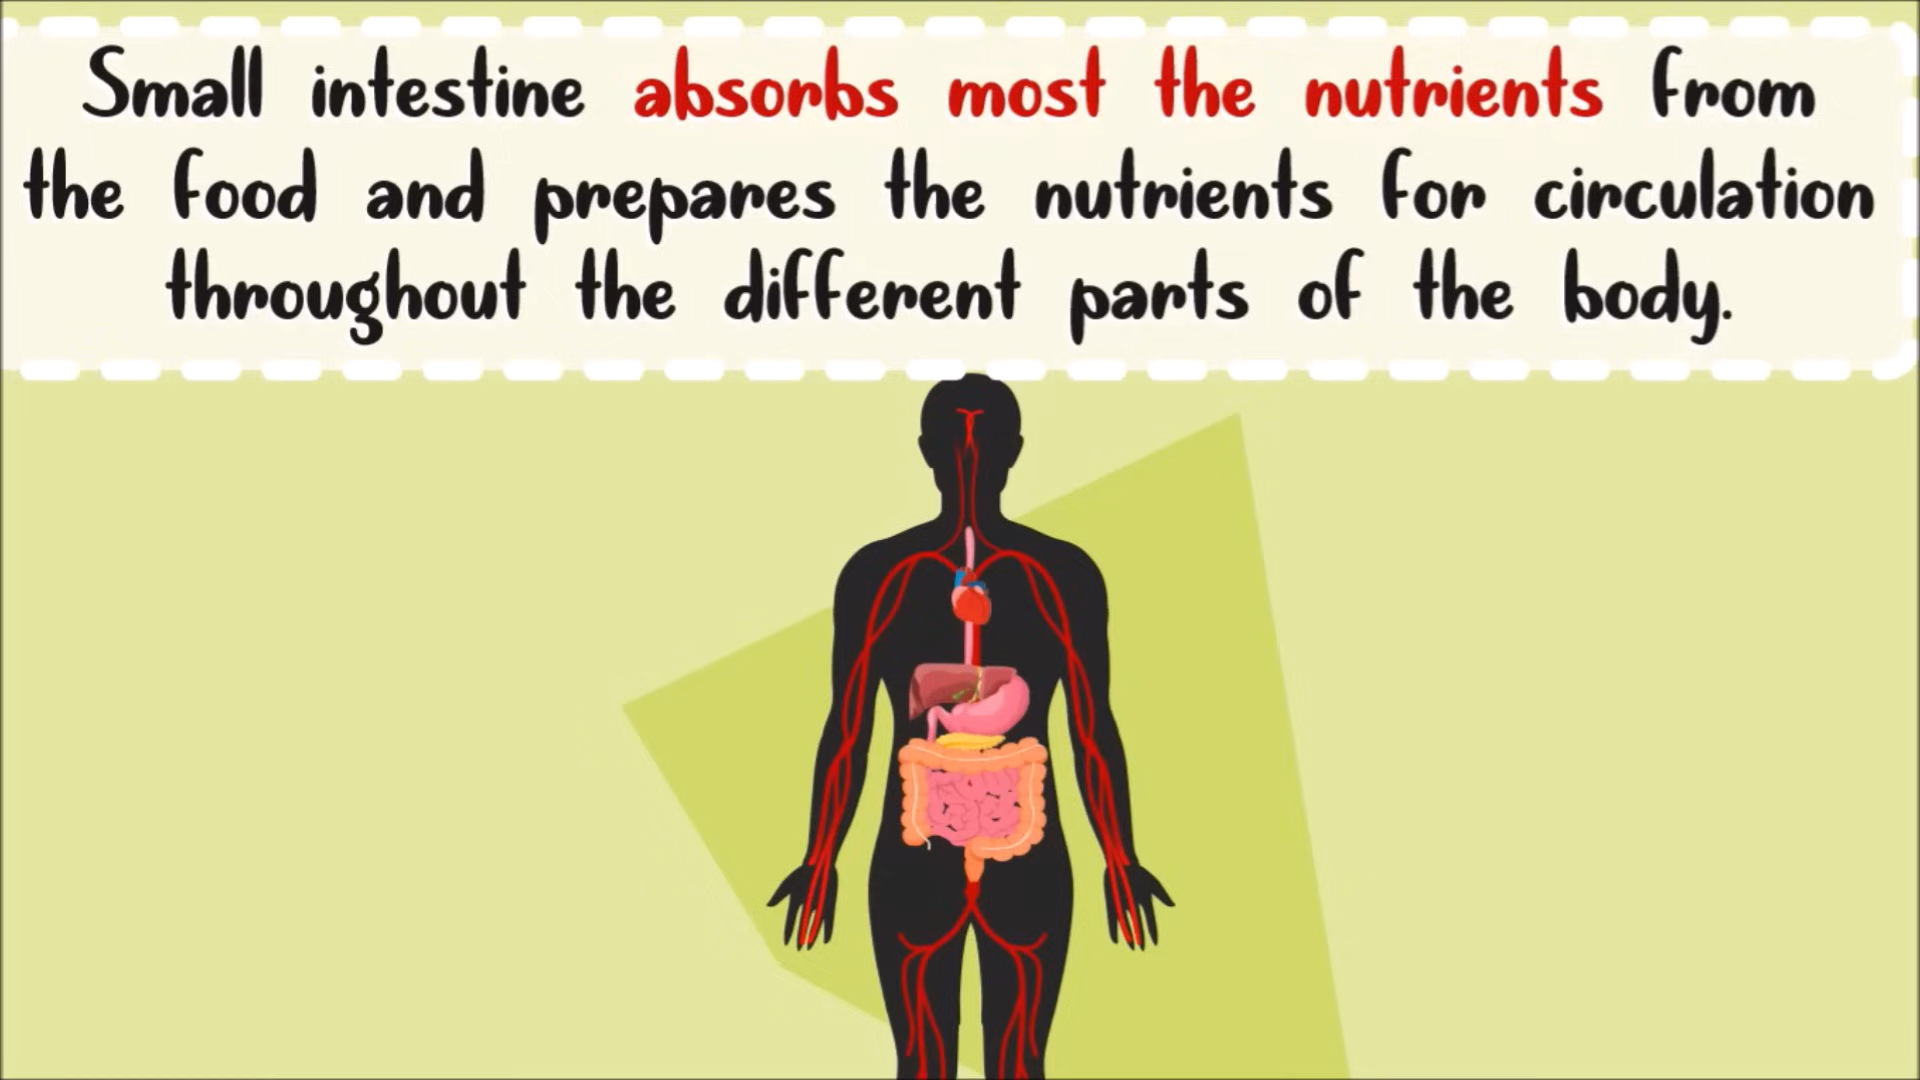 Small intestine absorbs most the nutrients from
the food and prepares the nutrients for circulation
throughout the different parts of the body.